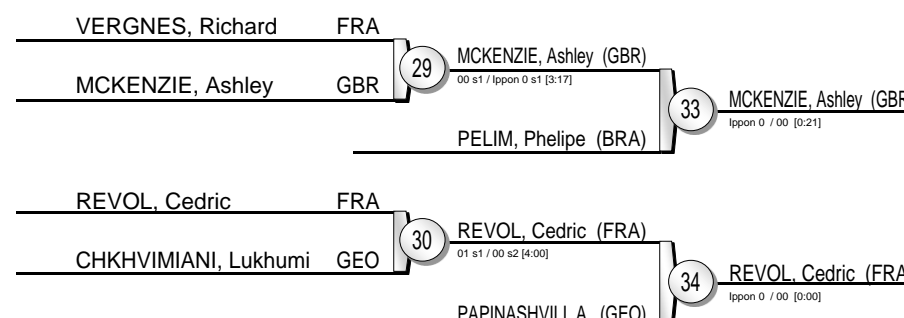 VERGNES, Richard FRA
29
MCKENZIE, Ashley (GBR)
00 s1 / Ippon 0 s1 [3:17]
MCKENZIE, Ashley GBR
33
MCKENZIE, Ashley (GBR
Ippon 0 / 00 [0:21]
PELIM, Phelipe (BRA)
REVOL, Cedric FRA
30
REVOL, Cedric (FRA)
01 s1 / 00 s2 [4:00]
CHKHVIMIANI, Lukhumi GEO
34
REVOL, Cedric (FRA
Ippon 0 / 00 [0:00]
PAPINASHVILI, A. (GEO)